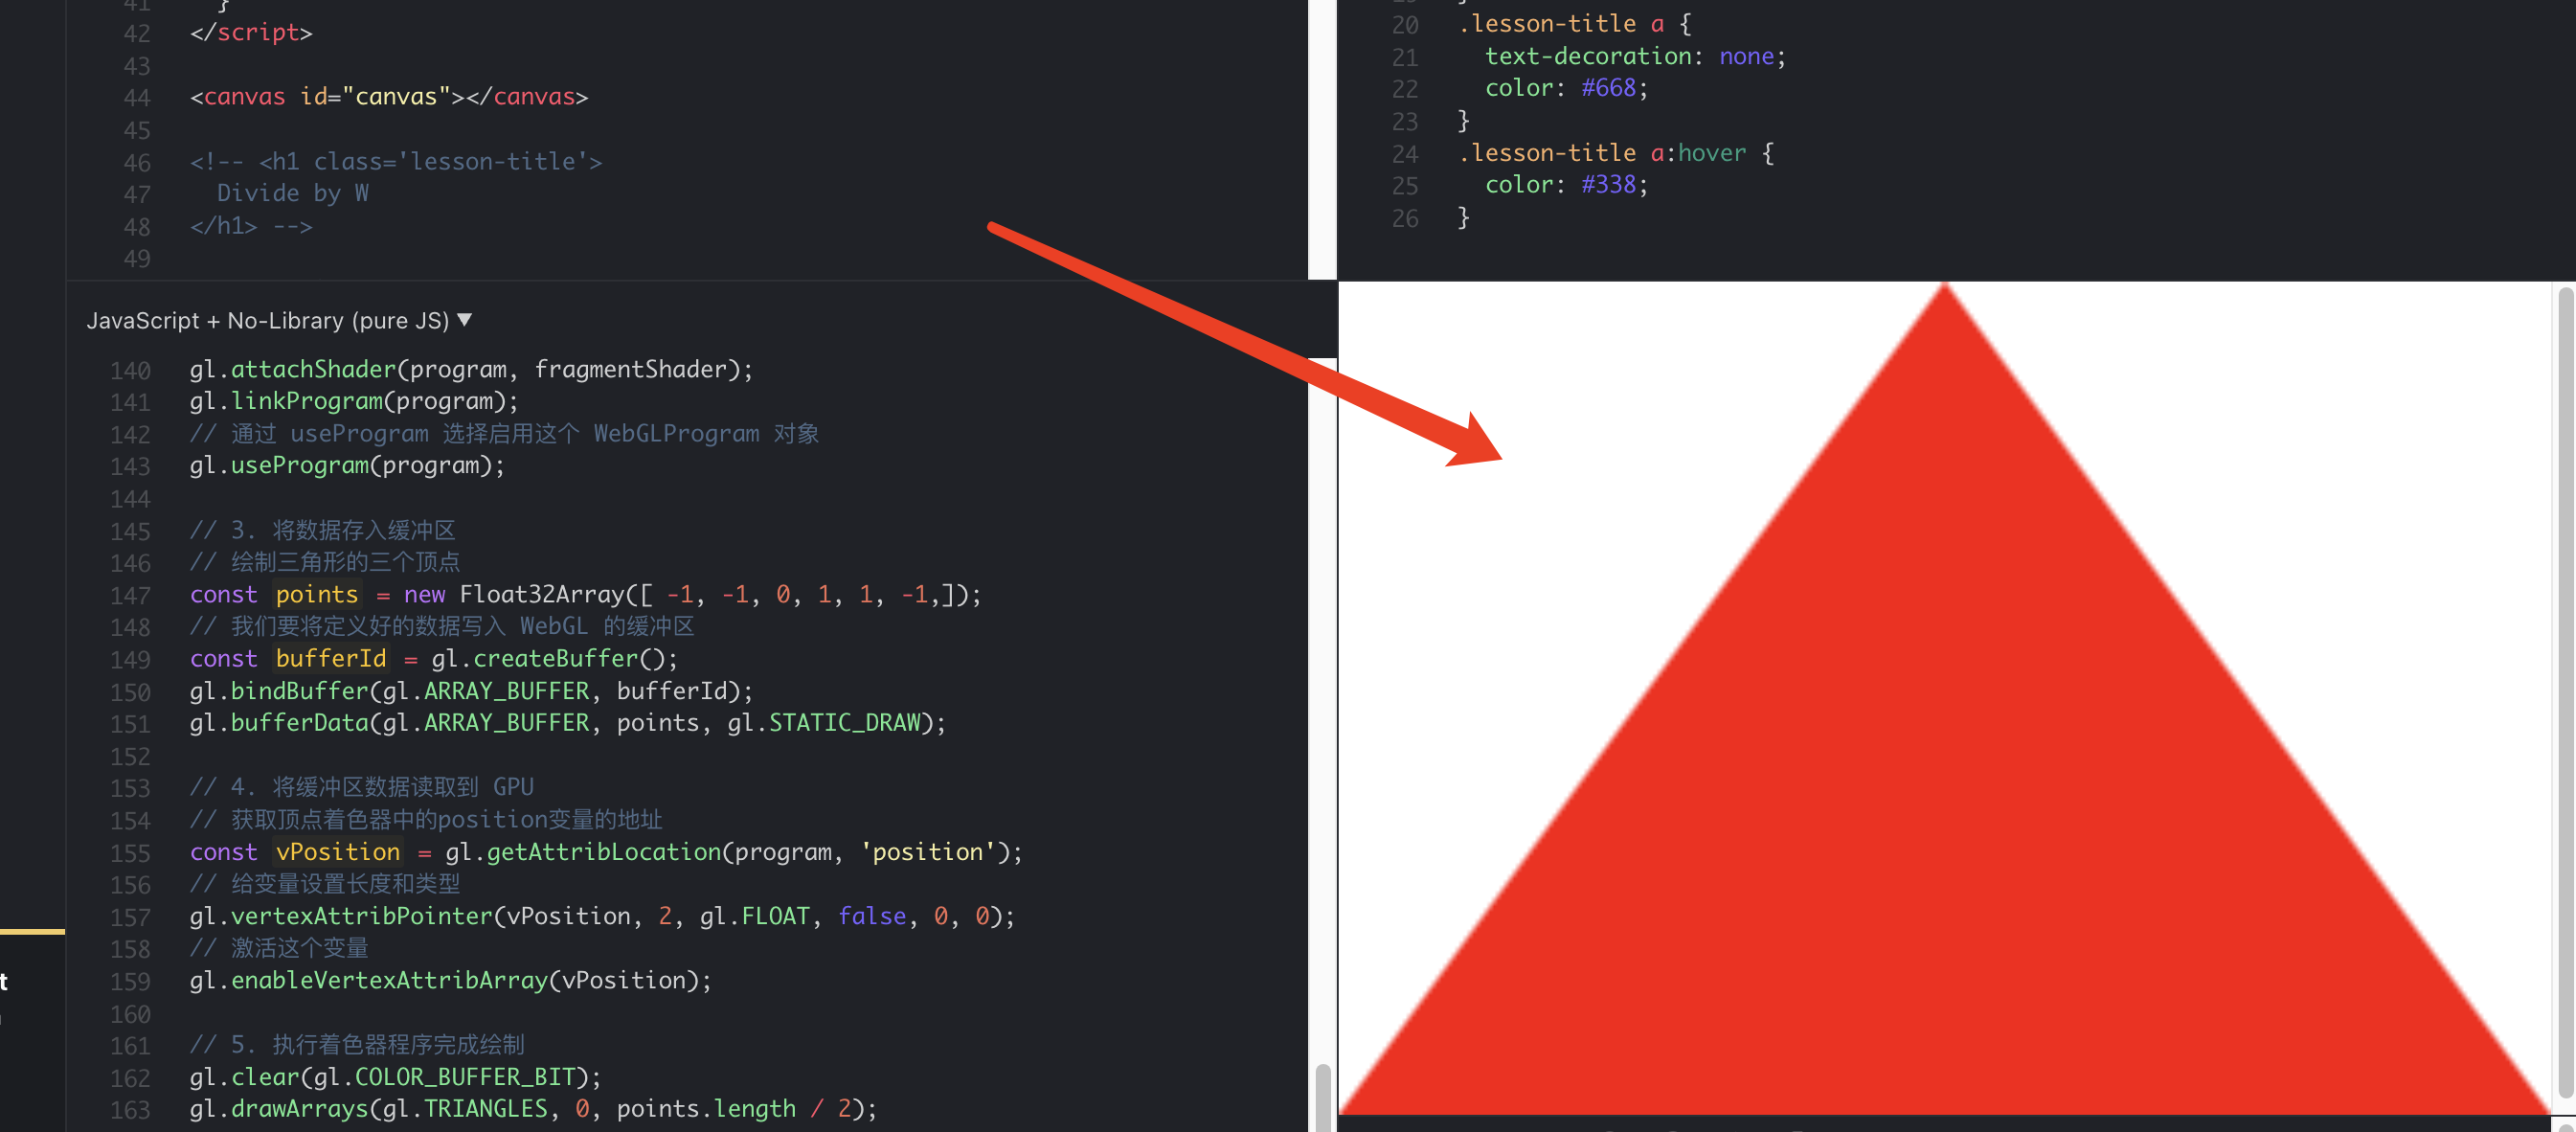 41   }
42 </script>
43
44 <canvas id="canvas"></canvas>
45
46 <!-- <h1 class='lesson-title'>
47   Divide by W
48 </h1> -->
49
20 .lesson-title a {
21   text-decoration: none;
22   color: #668;
23 }
24 .lesson-title a:hover {
25   color: #338;
26 }
JavaScript + No-Library (pure JS) ▼
140 gl.attachShader(program, fragmentShader);
141 gl.linkProgram(program);
142 // 通过 useProgram 选择启用这个 WebGLProgram 对象
143 gl.useProgram(program);
144
145 // 3. 将数据存入缓冲区
146 // 绘制三角形的三个顶点
147 const points = new Float32Array([ -1, -1, 0, 1, 1, -1,]);
148 // 我们要将定义好的数据写入 WebGL 的缓冲区
149 const bufferId = gl.createBuffer();
150 gl.bindBuffer(gl.ARRAY_BUFFER, bufferId);
151 gl.bufferData(gl.ARRAY_BUFFER, points, gl.STATIC_DRAW);
152
153 // 4. 将缓冲区数据读取到 GPU
154 // 获取顶点着色器中的position变量的地址
155 const vPosition = gl.getAttribLocation(program, 'position');
156 // 给变量设置长度和类型
157 gl.vertexAttribPointer(vPosition, 2, gl.FLOAT, false, 0, 0);
158 // 激活这个变量
159 gl.enableVertexAttribArray(vPosition);
160
161 // 5. 执行着色器程序完成绘制
162 gl.clear(gl.COLOR_BUFFER_BIT);
163 gl.drawArrays(gl.TRIANGLES, 0, points.length / 2);
t